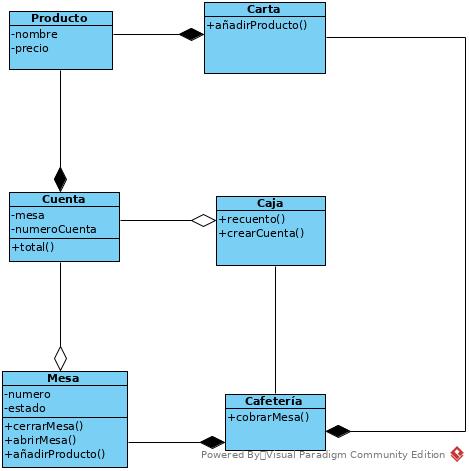 Producto
-nombre
-precio
Carta
+añadirProducto()
Cuenta
-mesa
-numeroCuenta
+total()
Caja
+recuento()
+crearCuenta()
Mesa
-numero
-estado
+cerrarMesa()
+abrirMesa()
+añadirProducto()
Cafetería
+cobrarMesa()
Powered By Visual Paradigm Community Edition